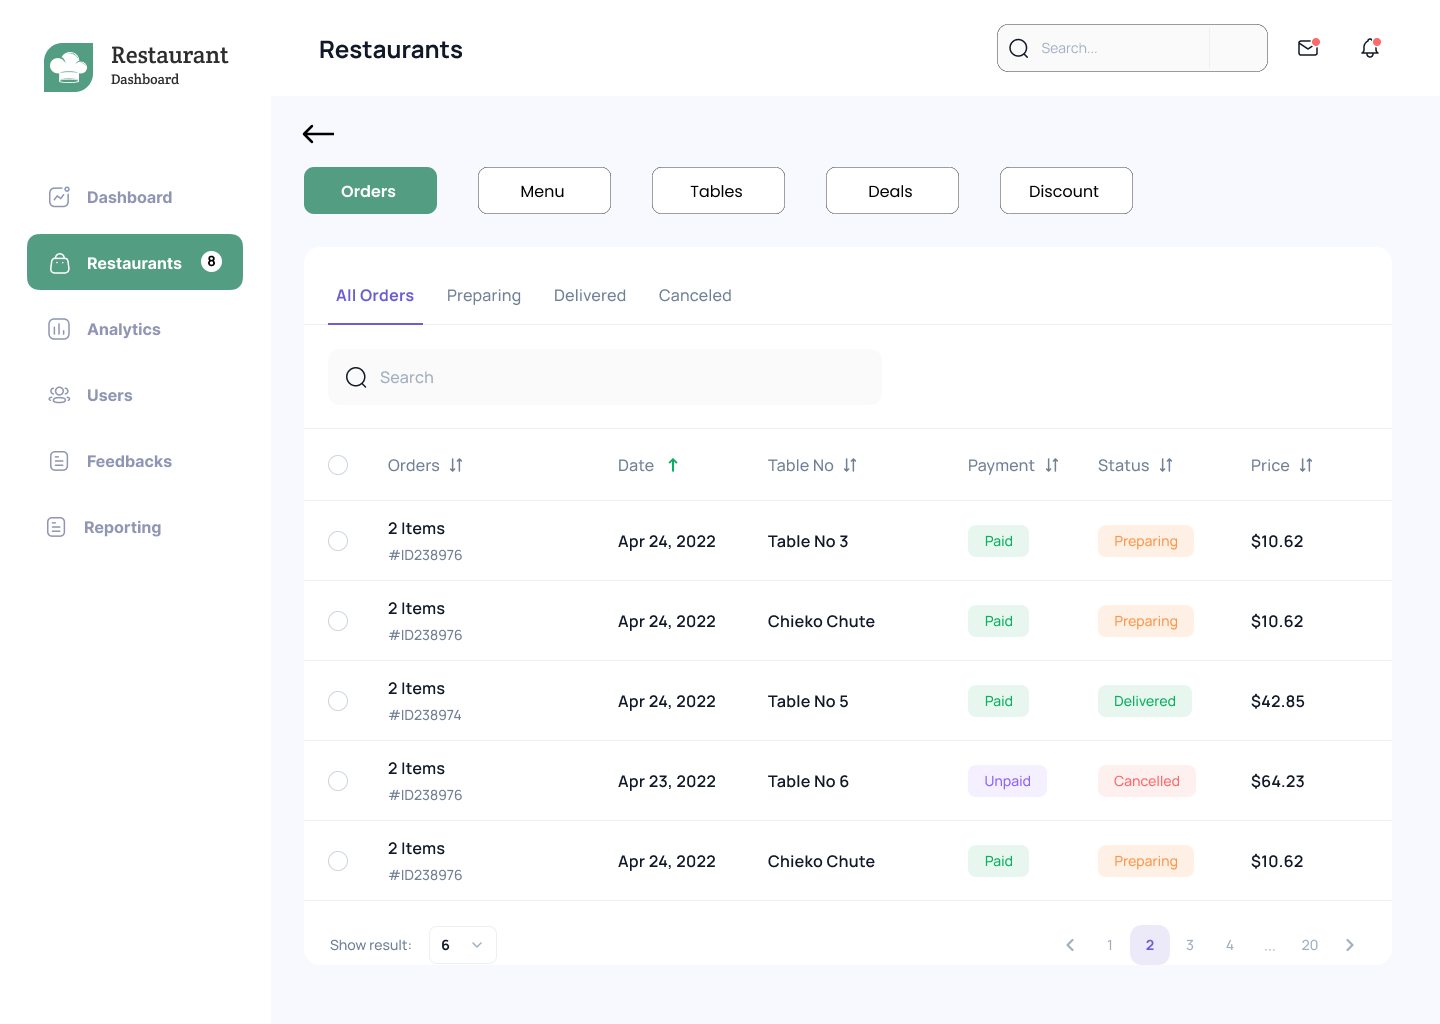 Restaurant
Dashboard
Restaurants
Search...
Dashboard
Restaurants 8
Analytics
Users
Feedbacks
Reporting
Orders Menu Tables Deals Discount
All Orders Preparing Delivered Canceled
Search
Orders Date Table No Payment Status Price
2 Items
#ID238976
Apr 24, 2022 Table No 3 Paid Preparing $10.62
2 Items
#ID238976
Apr 24, 2022 Chieko Chute Paid Preparing $10.62
2 Items
#ID238974
Apr 24, 2022 Table No 5 Paid Delivered $42.85
2 Items
#ID238976
Apr 23, 2022 Table No 6 Unpaid Cancelled $64.23
2 Items
#ID238976
Apr 24, 2022 Chieko Chute Paid Preparing $10.62
Show result: 6 1 2 3 4 ... 20